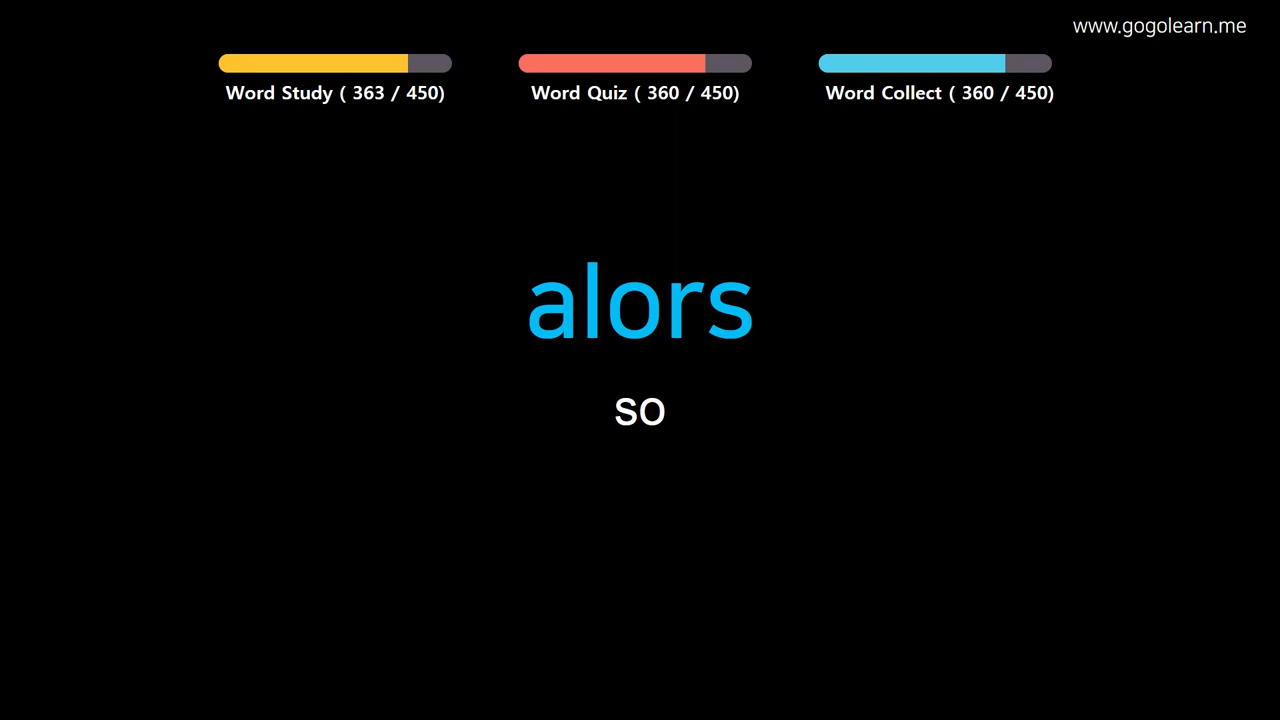 www.gogolearn.me
Word Study ( 363 / 450)
Word Quiz ( 360 / 450)
Word Collect ( 360 / 450)
alors
so